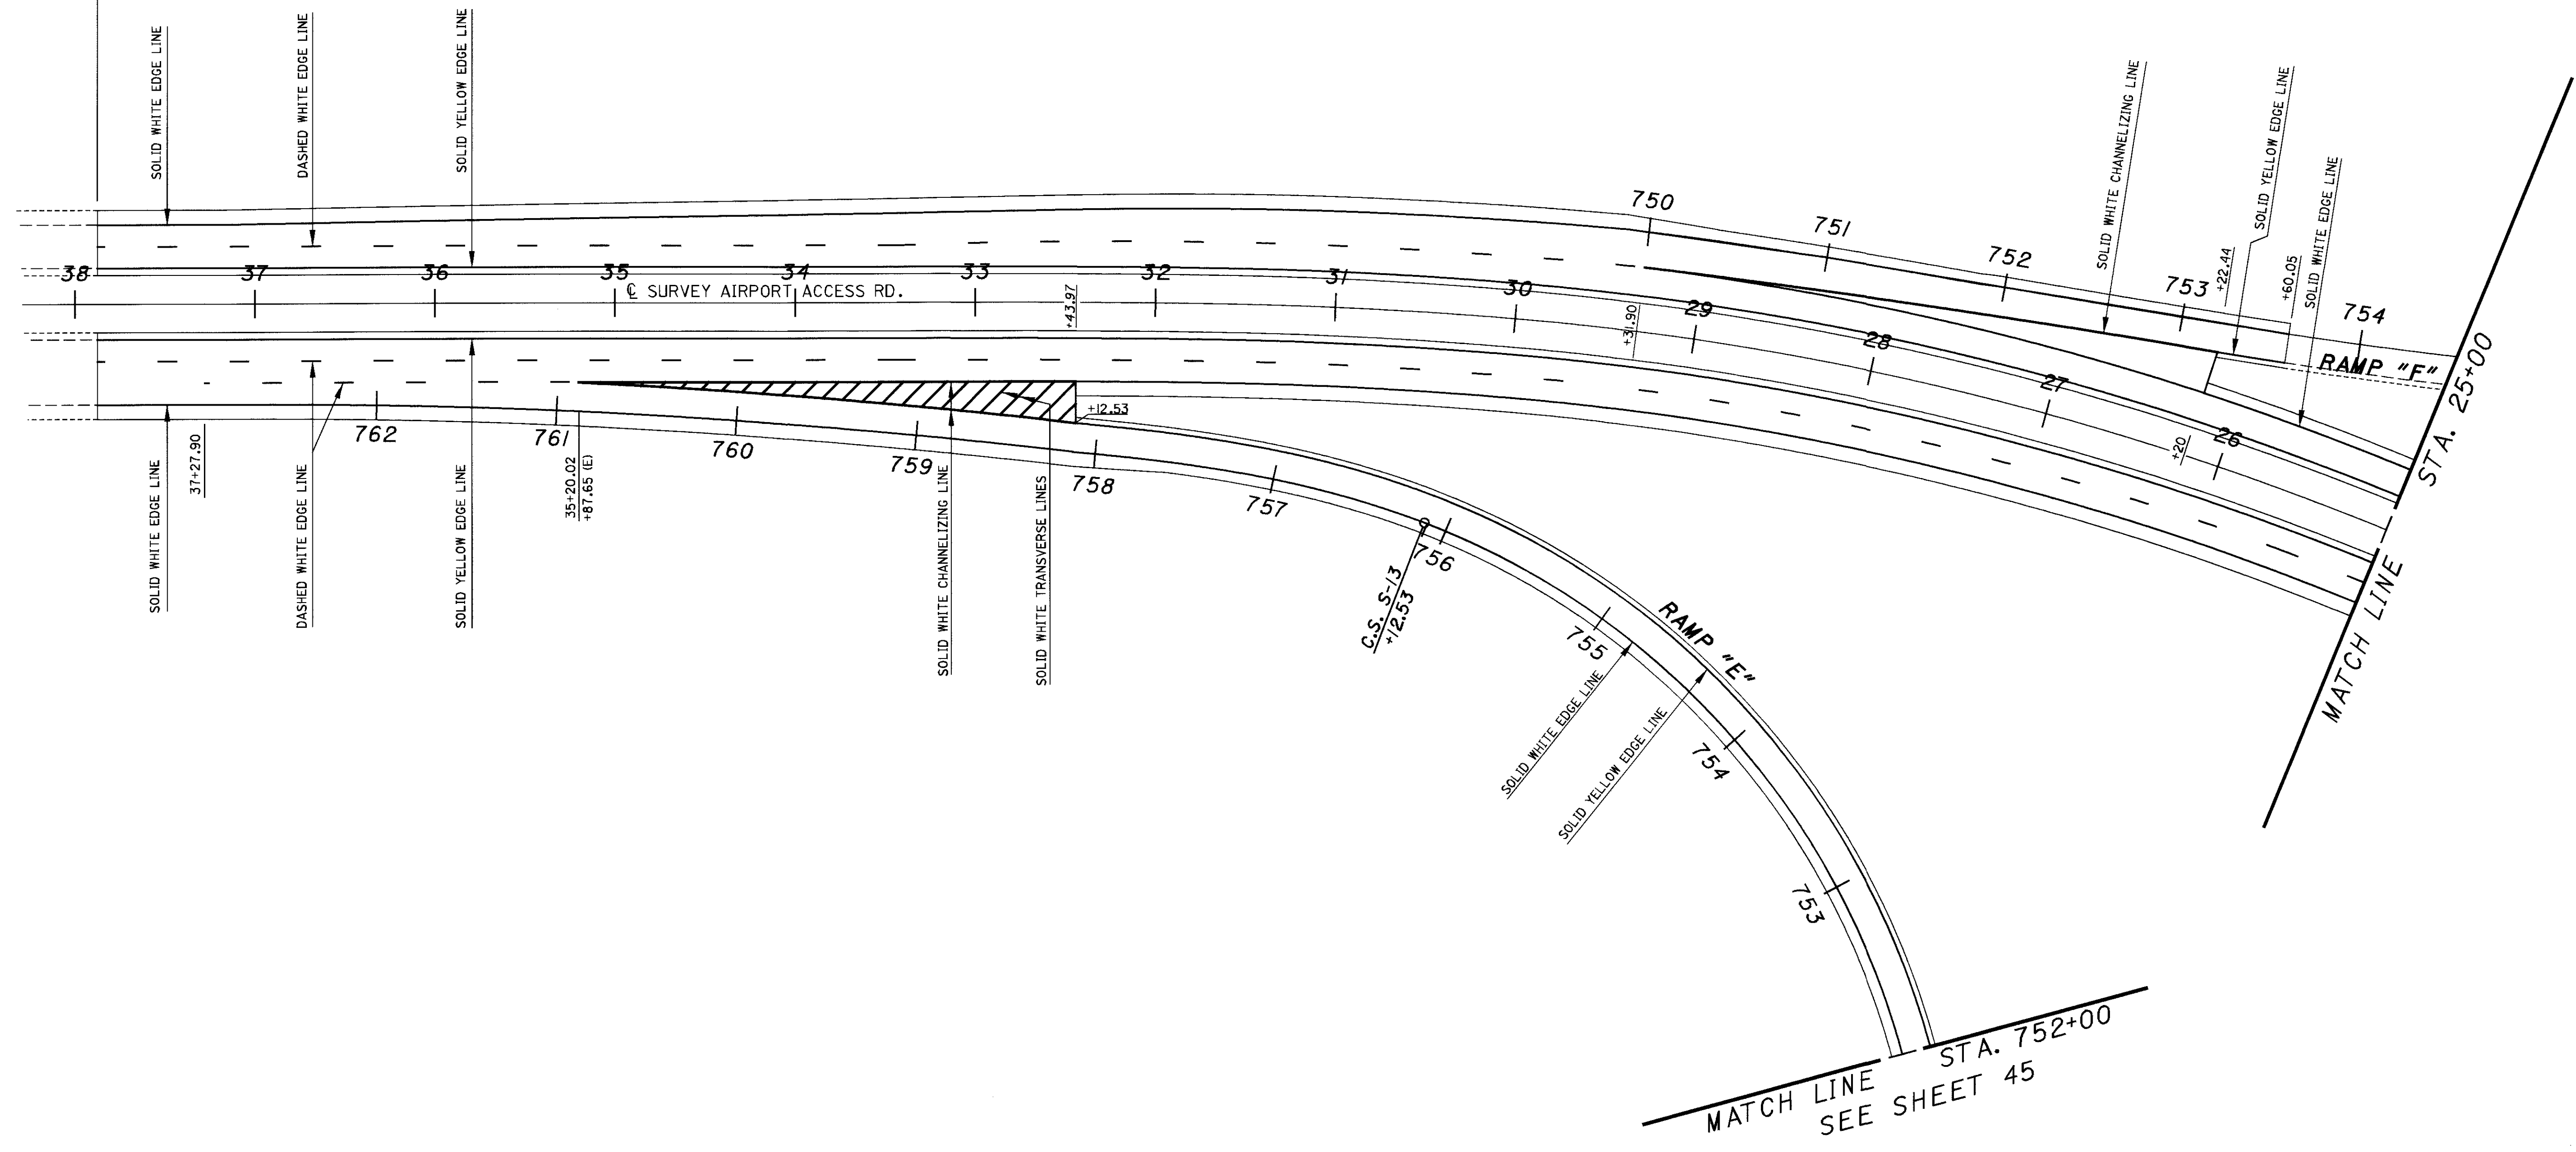 SOLID WHITE EDGE LINE
DASHED WHITE EDGE LINE
SOLID YELLOW EDGE LINE
SOLID WHITE CHANNELIZING LINE
SOLID YELLOW EDGE LINE
SOLID WHITE EDGE LINE
750
751
752
753
754
+22.44
+60.05
RAMP "F"
38
37
36
35
34
33
32
31
30
29
28
27
26
℄ SURVEY AIRPORT ACCESS RD.
+43.97
+31.90
+20
STA. 25+00
MATCH LINE
+12.53
762
761
760
759
758
757
756
755
754
753
37+27.90
35+20.02
+87.65 (E)
SOLID WHITE EDGE LINE
DASHED WHITE EDGE LINE
SOLID YELLOW EDGE LINE
SOLID WHITE CHANNELIZING LINE
SOLID WHITE TRANSVERSE LINES
C.S. S-13
+12.53
RAMP "E"
SOLID WHITE EDGE LINE
SOLID YELLOW EDGE LINE
MATCH LINE STA. 752+00
SEE SHEET 45